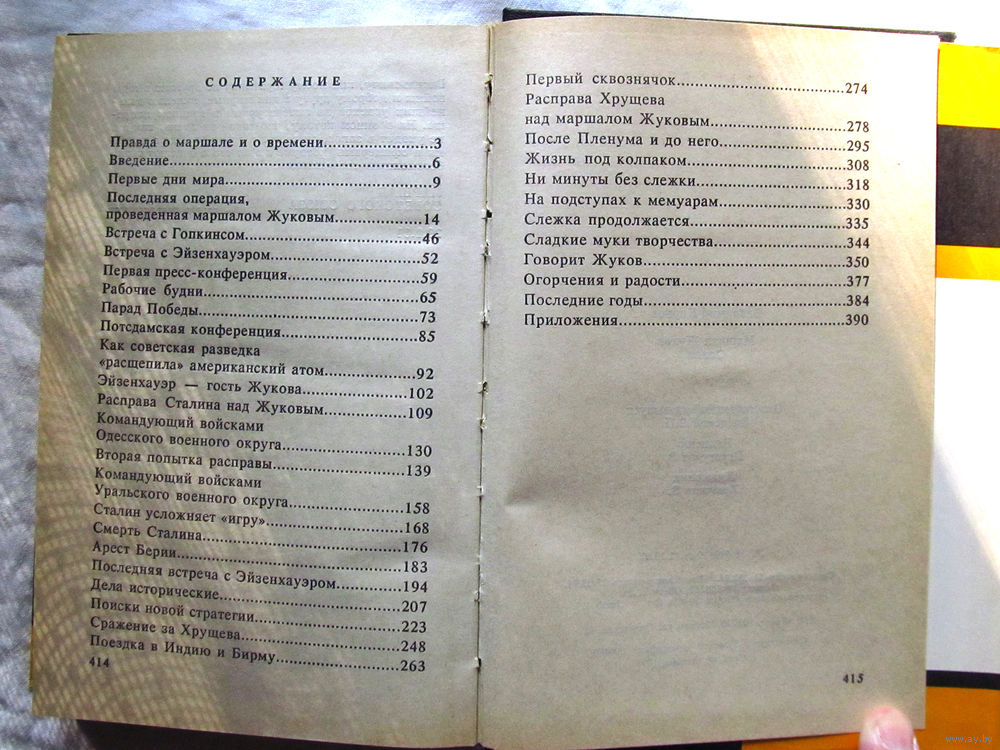 СОДЕРЖАНИЕ
Правда о маршале и о времени....................3
Введение....................6
Первые дни мира....................9
Последняя операция,
проведенная маршалом Жуковым....................14
Встреча с Гопкинсом....................46
Встреча с Эйзенхауэром....................52
Первая пресс-конференция....................59
Рабочие будни....................65
Парад Победы....................73
Потсдамская конференция....................85
Как советская разведка
«расщепила» американский атом....................92
Эйзенхауэр — гость Жукова....................102
Расправа Сталина над Жуковым....................109
Командующий войсками
Одесского военного округа....................130
Вторая попытка расправы....................139
Командующий войсками
Уральского военного округа....................158
Сталин усложняет «игру»....................168
Смерть Сталина....................176
Арест Берии....................183
Последняя встреча с Эйзенхауэром....................194
Дела исторические....................207
Поиски новой стратегии....................223
Сражение за Хрущева....................248
Поездка в Индию и Бирму....................263
414
Первый сквознячок....................274
Расправа Хрущева
над маршалом Жуковым....................278
После Пленума и до него....................295
Жизнь под колпаком....................308
Ни минуты без слежки....................318
На подступах к мемуарам....................330
Слежка продолжается....................335
Сладкие муки творчества....................344
Говорит Жуков....................350
Огорчения и радости....................377
Последние годы....................384
Приложения....................390
415
www.ay.by